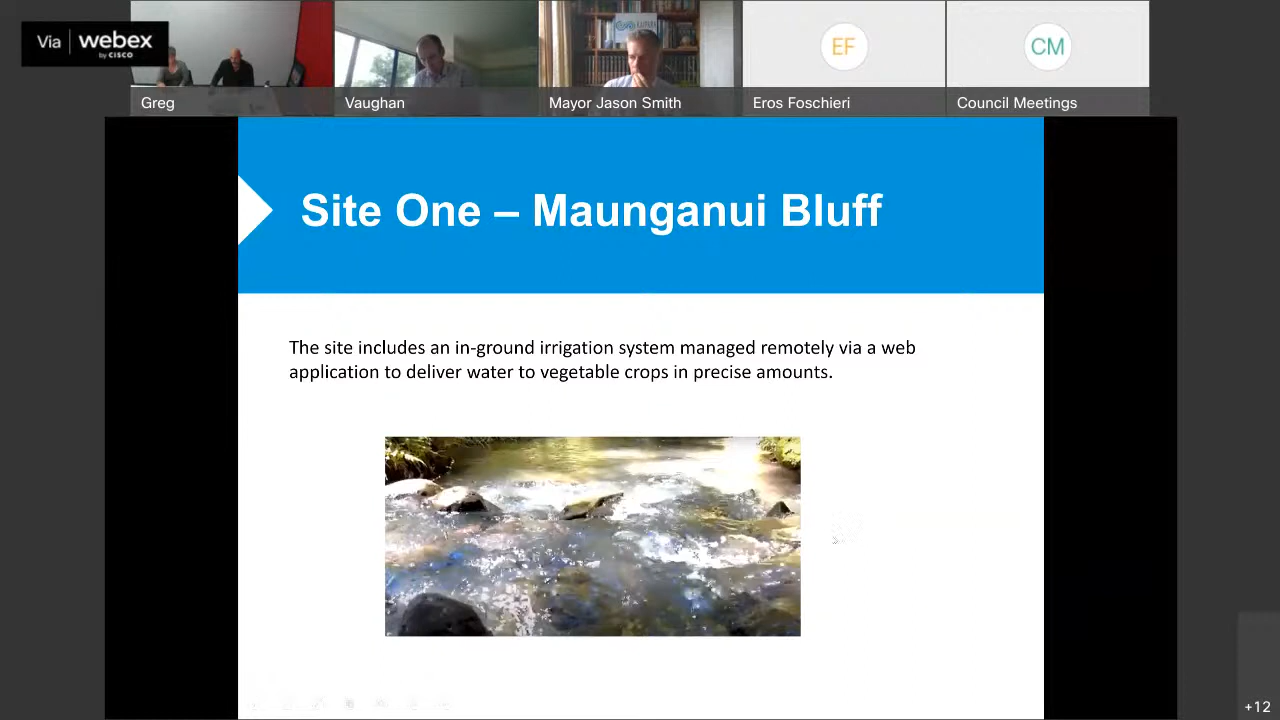 Via webex
by CISCO
Greg
Vaughan
Mayor Jason Smith
EF
Eros Foschieri
CM
Council Meetings
Site One – Maunganui Bluff
The site includes an in-ground irrigation system managed remotely via a web
application to deliver water to vegetable crops in precise amounts.
+12